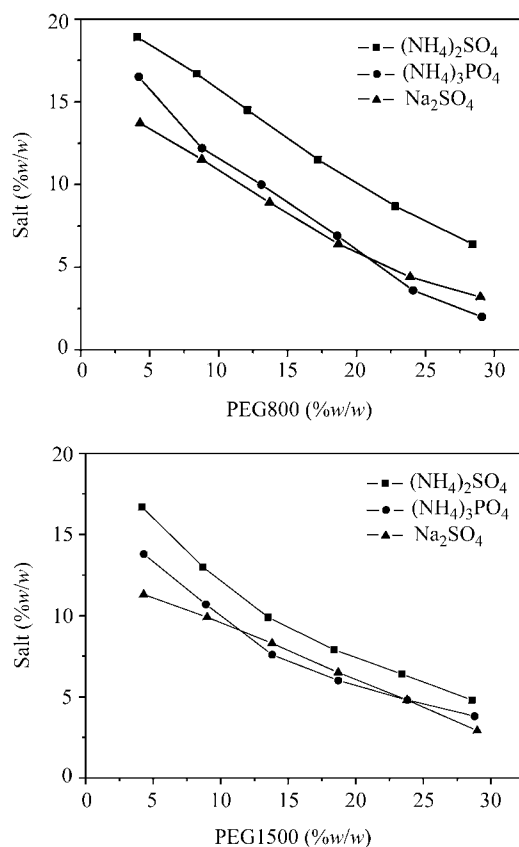 20
15
10
5
0
Salt (%w/w)
(NH₄)₂SO₄
(NH₄)₃PO₄
Na₂SO₄
0 5 10 15 20 25 30
PEG800 (%w/w)
20
15
10
5
0
Salt (%w/w)
(NH₄)₂SO₄
(NH₄)₃PO₄
Na₂SO₄
0 5 10 15 20 25 30
PEG1500 (%w/w)